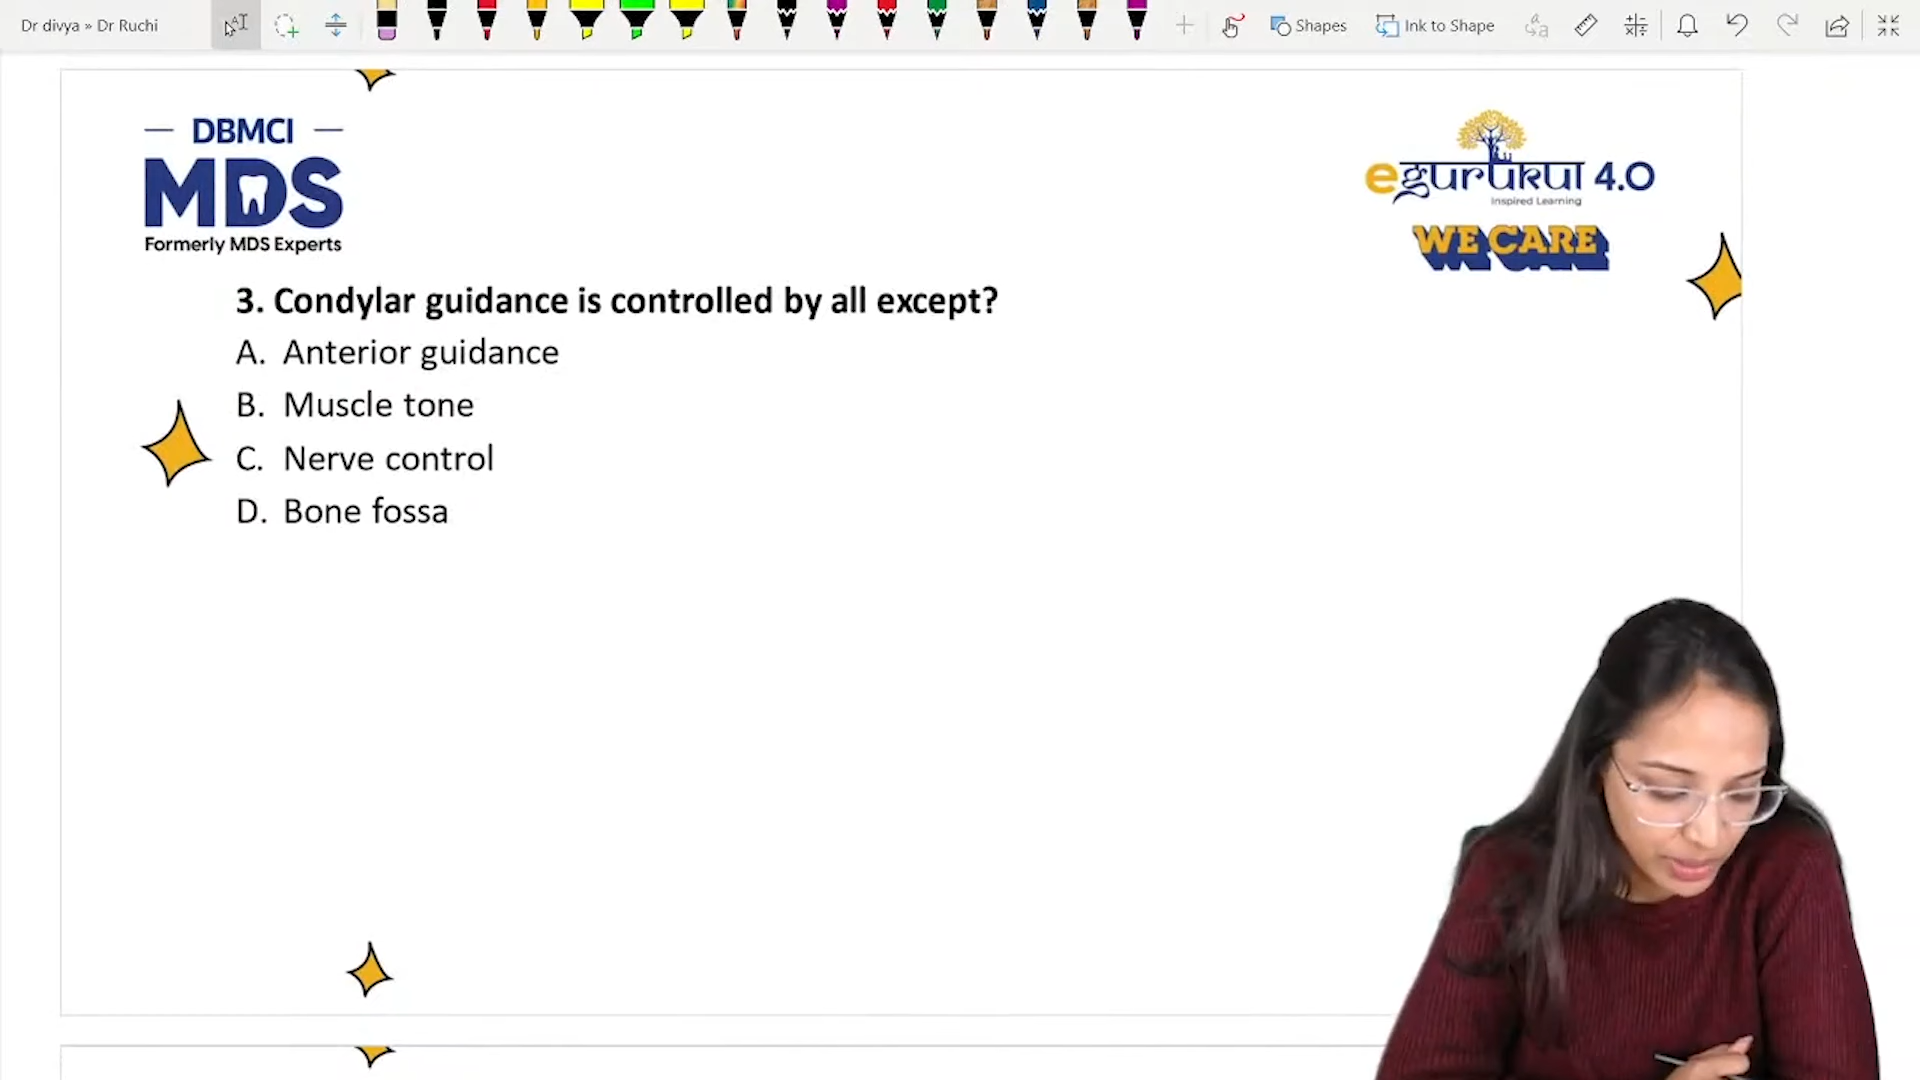 Dr divya » Dr Ruchi
Shapes
Ink to Shape
DBMCI
MDS
Formerly MDS Experts
egurukul 4.0
Inspired Learning
WE CARE
3. Condylar guidance is controlled by all except?
A. Anterior guidance
B. Muscle tone
C. Nerve control
D. Bone fossa